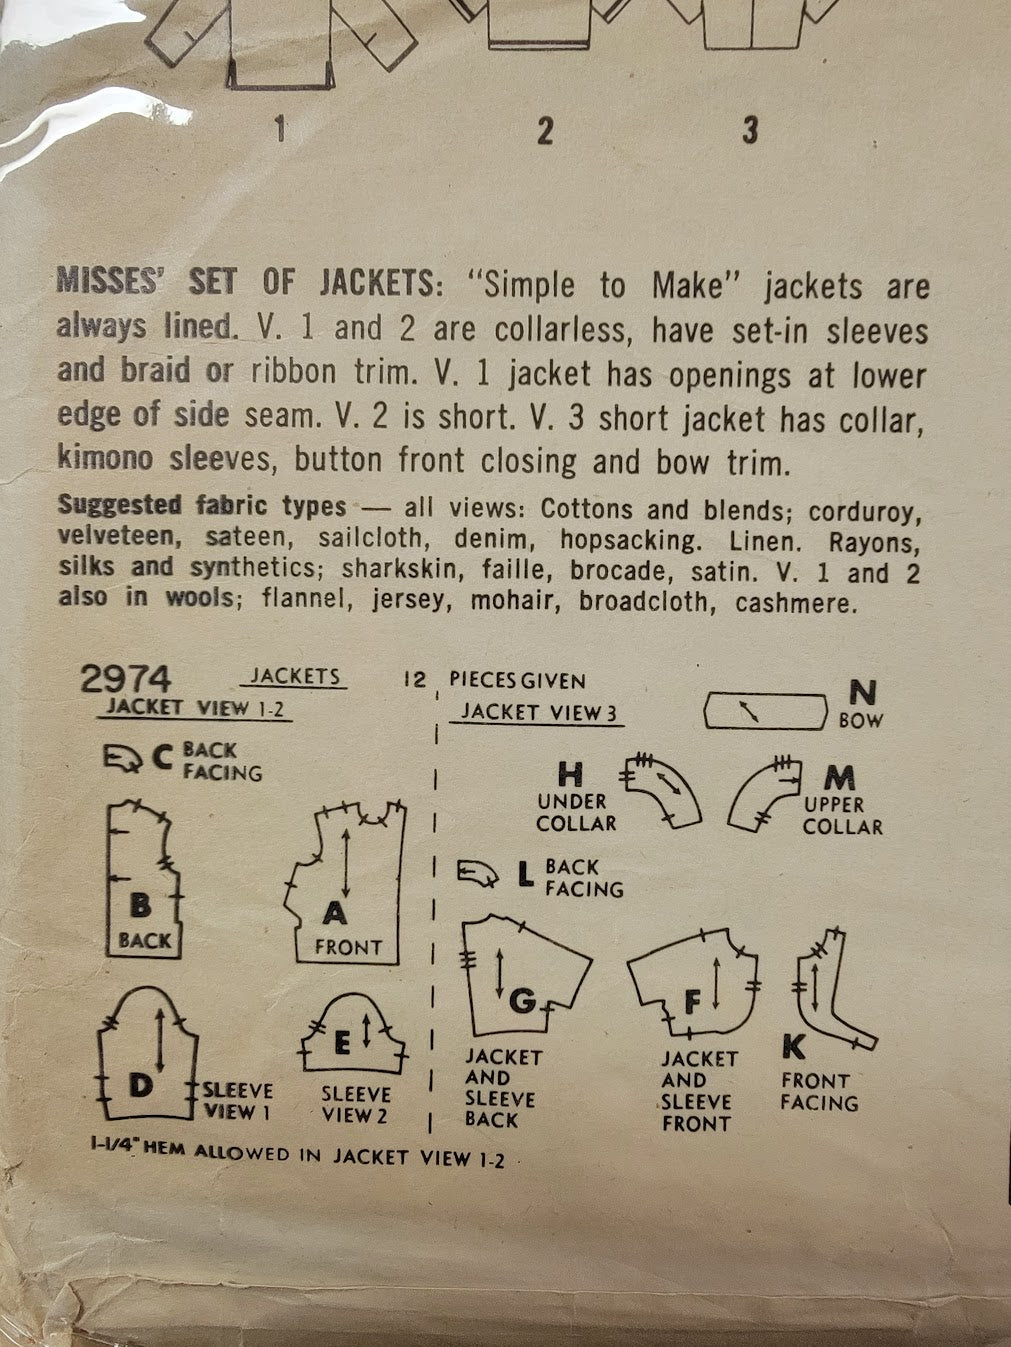 1 2 3
MISSES' SET OF JACKETS: “Simple to Make” jackets are
always lined. V. 1 and 2 are collarless, have set-in sleeves
and braid or ribbon trim. V. 1 jacket has openings at lower
edge of side seam. V. 2 is short. V. 3 short jacket has collar,
kimono sleeves, button front closing and bow trim.
Suggested fabric types — all views: Cottons and blends; corduroy,
velveteen, sateen, sailcloth, denim, hopsacking. Linen. Rayons,
silks and synthetics; sharkskin, faille, brocade, satin. V. 1 and 2
also in wools; flannel, jersey, mohair, broadcloth, cashmere.
2974 JACKETS 12 PIECES GIVEN
JACKET VIEW 1-2
C BACK
FACING
B
BACK
A
FRONT
D
SLEEVE
VIEW 1
E
SLEEVE
VIEW 2
1-1/4" HEM ALLOWED IN JACKET VIEW 1-2
JACKET VIEW 3
N
BOW
H
UNDER
COLLAR
M
UPPER
COLLAR
L BACK
FACING
G
JACKET
AND
SLEEVE
BACK
F
JACKET
AND
SLEEVE
FRONT
K
FRONT
FACING